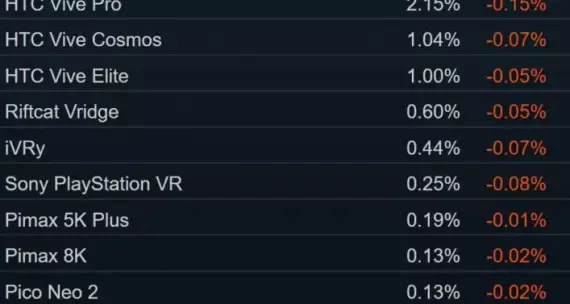 HTC Vive Pro 2.15% -0.15%
HTC Vive Cosmos 1.04% -0.07%
HTC Vive Elite 1.00% -0.05%
Riftcat Vridge 0.60% -0.05%
iVRy 0.44% -0.07%
Sony PlayStation VR 0.25% -0.08%
Pimax 5K Plus 0.19% -0.01%
Pimax 8K 0.13% -0.02%
Pico Neo 2 0.13% -0.02%